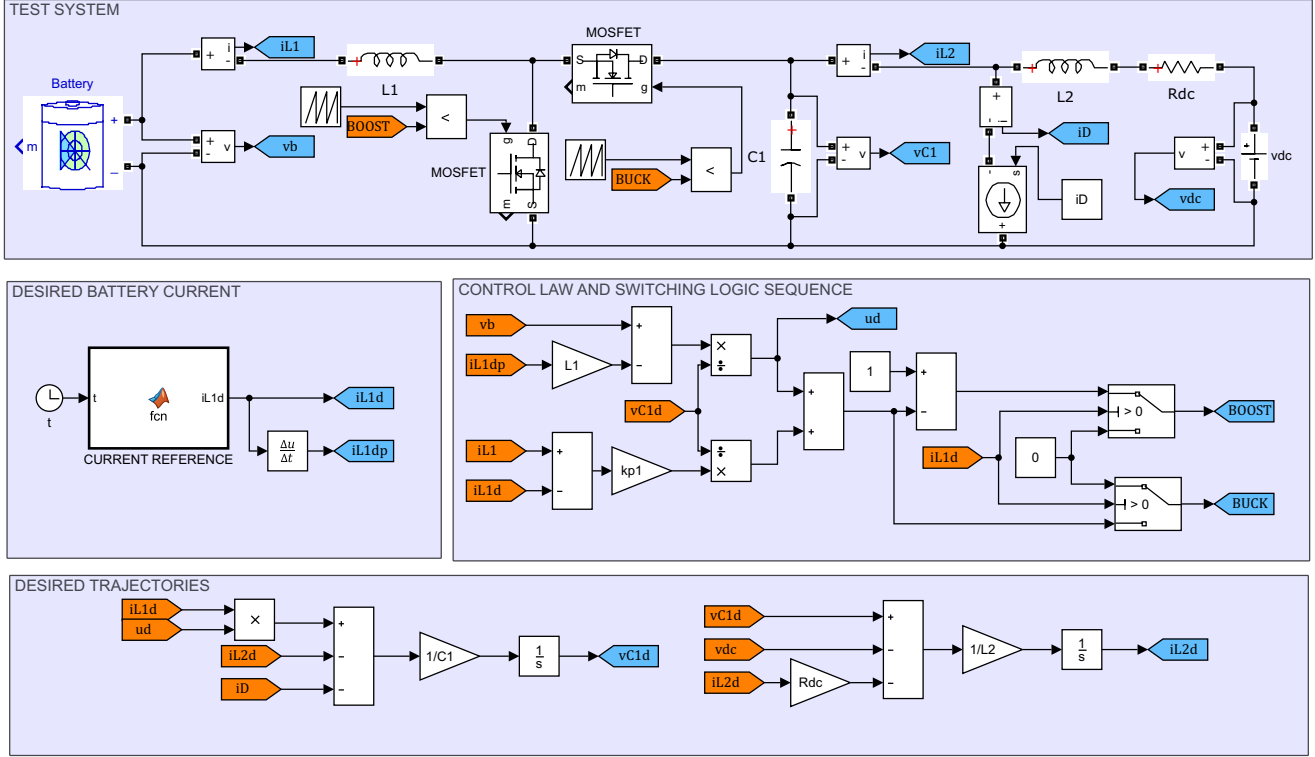 TEST SYSTEM
Battery
m
+
−
+
-
i
iL1
+
-
v
vb
L1
BOOST
<
MOSFET
g
D
m
S
MOSFET
S
D
m
g
BUCK
<
C1
+
-
i
iL2
+
-
v
vC1
+
-
i
iD
-
s
+
iD
L2
Rdc
v
+
-
vdc
+
vdc
DESIRED BATTERY CURRENT
t
t
fcn
iL1d
CURRENT REFERENCE
iL1d
Δu
Δt
iL1dp
CONTROL LAW AND SWITCHING LOGIC SEQUENCE
vb
iL1dp
L1
+
−
×
÷
ud
vC1d
iL1
iL1d
+
−
kp1
÷
×
+
+
1
+
−
iL1d
0
> 0
BOOST
> 0
BUCK
DESIRED TRAJECTORIES
iL1d
ud
×
iL2d
iD
+
−
−
1/C1
1
s
vC1d
vC1d
vdc
iL2d
Rdc
+
−
−
1/L2
1
s
iL2d